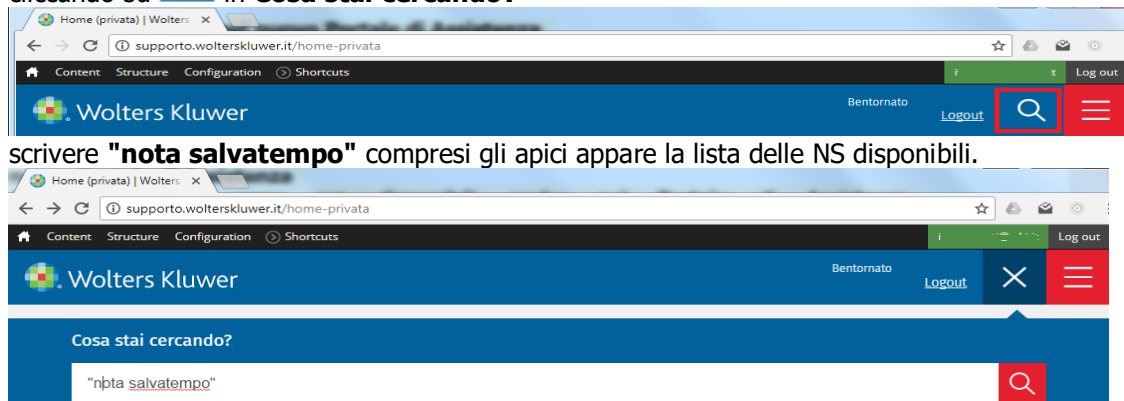 cliccando su in Cosa stai cercando?
Home (privata) | Wolters ×
supporto.wolterskluwer.it/home-privata
Content Structure Configuration Shortcuts Log out
Wolters Kluwer Bentornato Logout
scrivere "nota salvatempo" compresi gli apici appare la lista delle NS disponibili.
Home (privata) | Wolters ×
supporto.wolterskluwer.it/home-privata
Content Structure Configuration Shortcuts Log out
Wolters Kluwer Bentornato Logout
Cosa stai cercando?
"nota salvatempo"